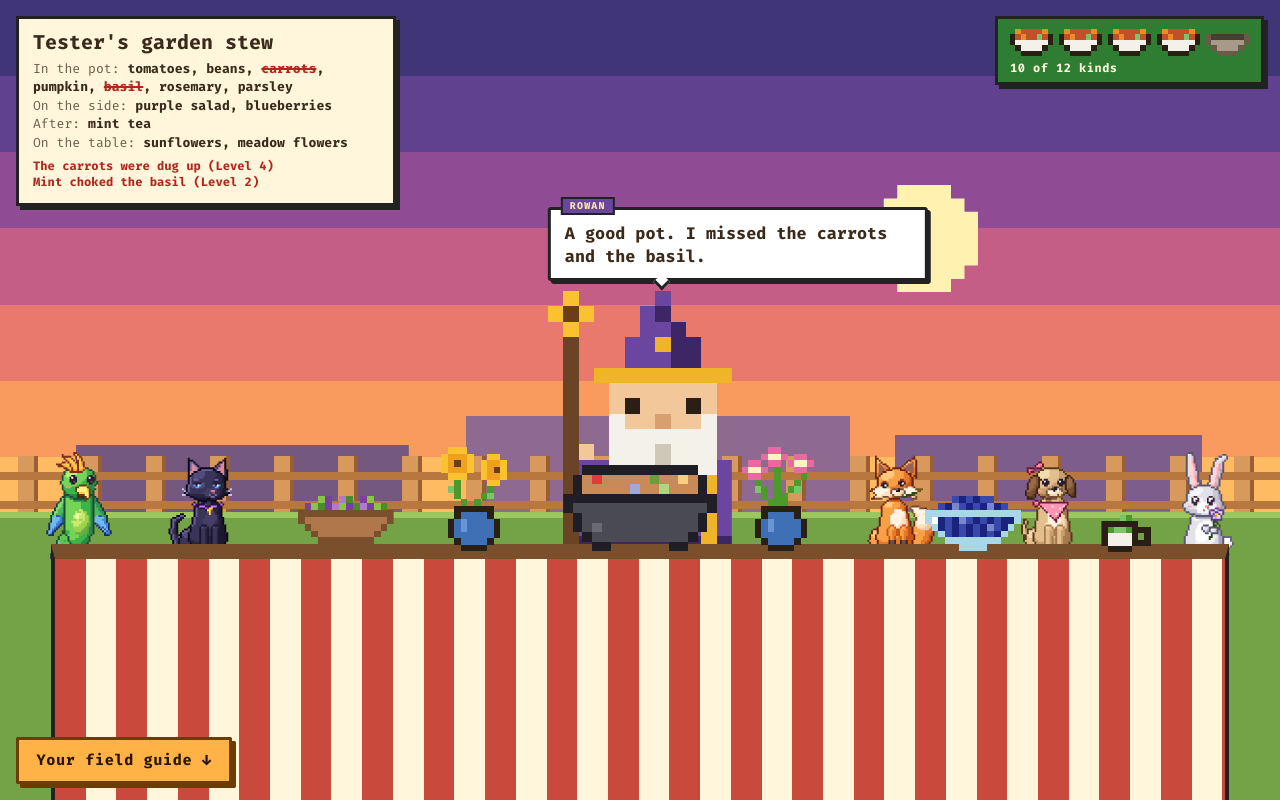 Tester's garden stew
In the pot: tomatoes, beans, carrots,
pumpkin, basil, rosemary, parsley
On the side: purple salad, blueberries
After: mint tea
On the table: sunflowers, meadow flowers
The carrots were dug up (Level 4)
Mint choked the basil (Level 2)
10 of 12 kinds
ROWAN
A good pot. I missed the carrots
and the basil.
Your field guide ↓